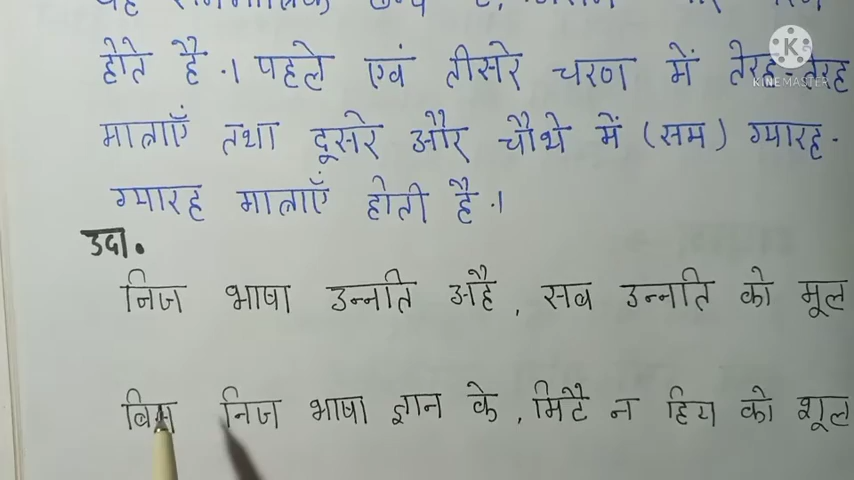 होते है । पहले एवं तीसरे चरण में तेरह-तेरह
मात्राएँ तथा दूसरे और चौथे में (सम) ग्यारह-
ग्यारह मात्राएँ होती है ।
उदा.
निज भाषा उन्नति अहै , सब उन्नति को मूल
निज भाषा ज्ञान के , मिटै न हिय को शूल
K
KINEMASTER